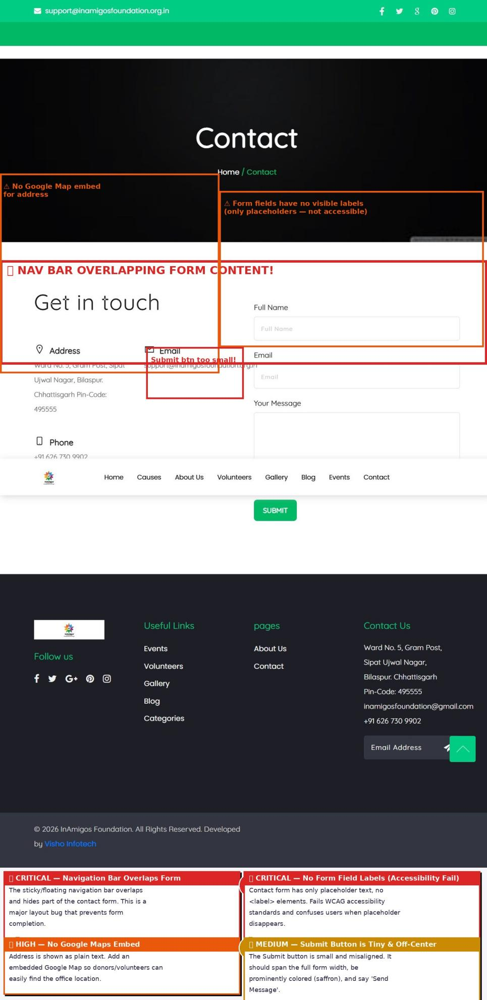 support@inamigosfoundation.org.in
Contact
Home / Contact
⚠ No Google Map embed
for address
⚠ Form fields have no visible labels
(only placeholders — not accessible)
NAV BAR OVERLAPPING FORM CONTENT!
Get in touch
Full Name
Full Name
Address
Email
Submit btn too small!
Ward No. 5, Gram Post, Sipat
support@inamigosfoundation.org.in
Ujwal Nagar, Bilaspur.
Chhattisgarh Pin-Code:
495555
Email
Email
Your Message
Phone
+91 626 730 9902
Home Causes About Us Volunteers Gallery Blog Events Contact
SUBMIT
Follow us
Useful Links
Events
Volunteers
Gallery
Blog
Categories
pages
About Us
Contact
Contact Us
Ward No. 5, Gram Post,
Sipat Ujwal Nagar,
Bilaspur. Chhattisgarh
Pin-Code: 495555
inamigosfoundation@gmail.com
+91 626 730 9902
Email Address
© 2026 InAmigos Foundation. All Rights Reserved. Developed
by Visho Infotech
CRITICAL — Navigation Bar Overlaps Form
The sticky/floating navigation bar overlaps
and hides part of the contact form. This is a
major layout bug that prevents form
completion.
CRITICAL — No Form Field Labels (Accessibility Fail)
Contact form has only placeholder text, no
<label> elements. Fails WCAG accessibility
standards and confuses users when placeholder
disappears.
HIGH — No Google Maps Embed
Address is shown as plain text. Add an
embedded Google Map so donors/volunteers can
easily find the office location.
MEDIUM — Submit Button is Tiny & Off-Center
The Submit button is small and misaligned. It
should span the full form width, be
prominently colored (saffron), and say 'Send
Message'.